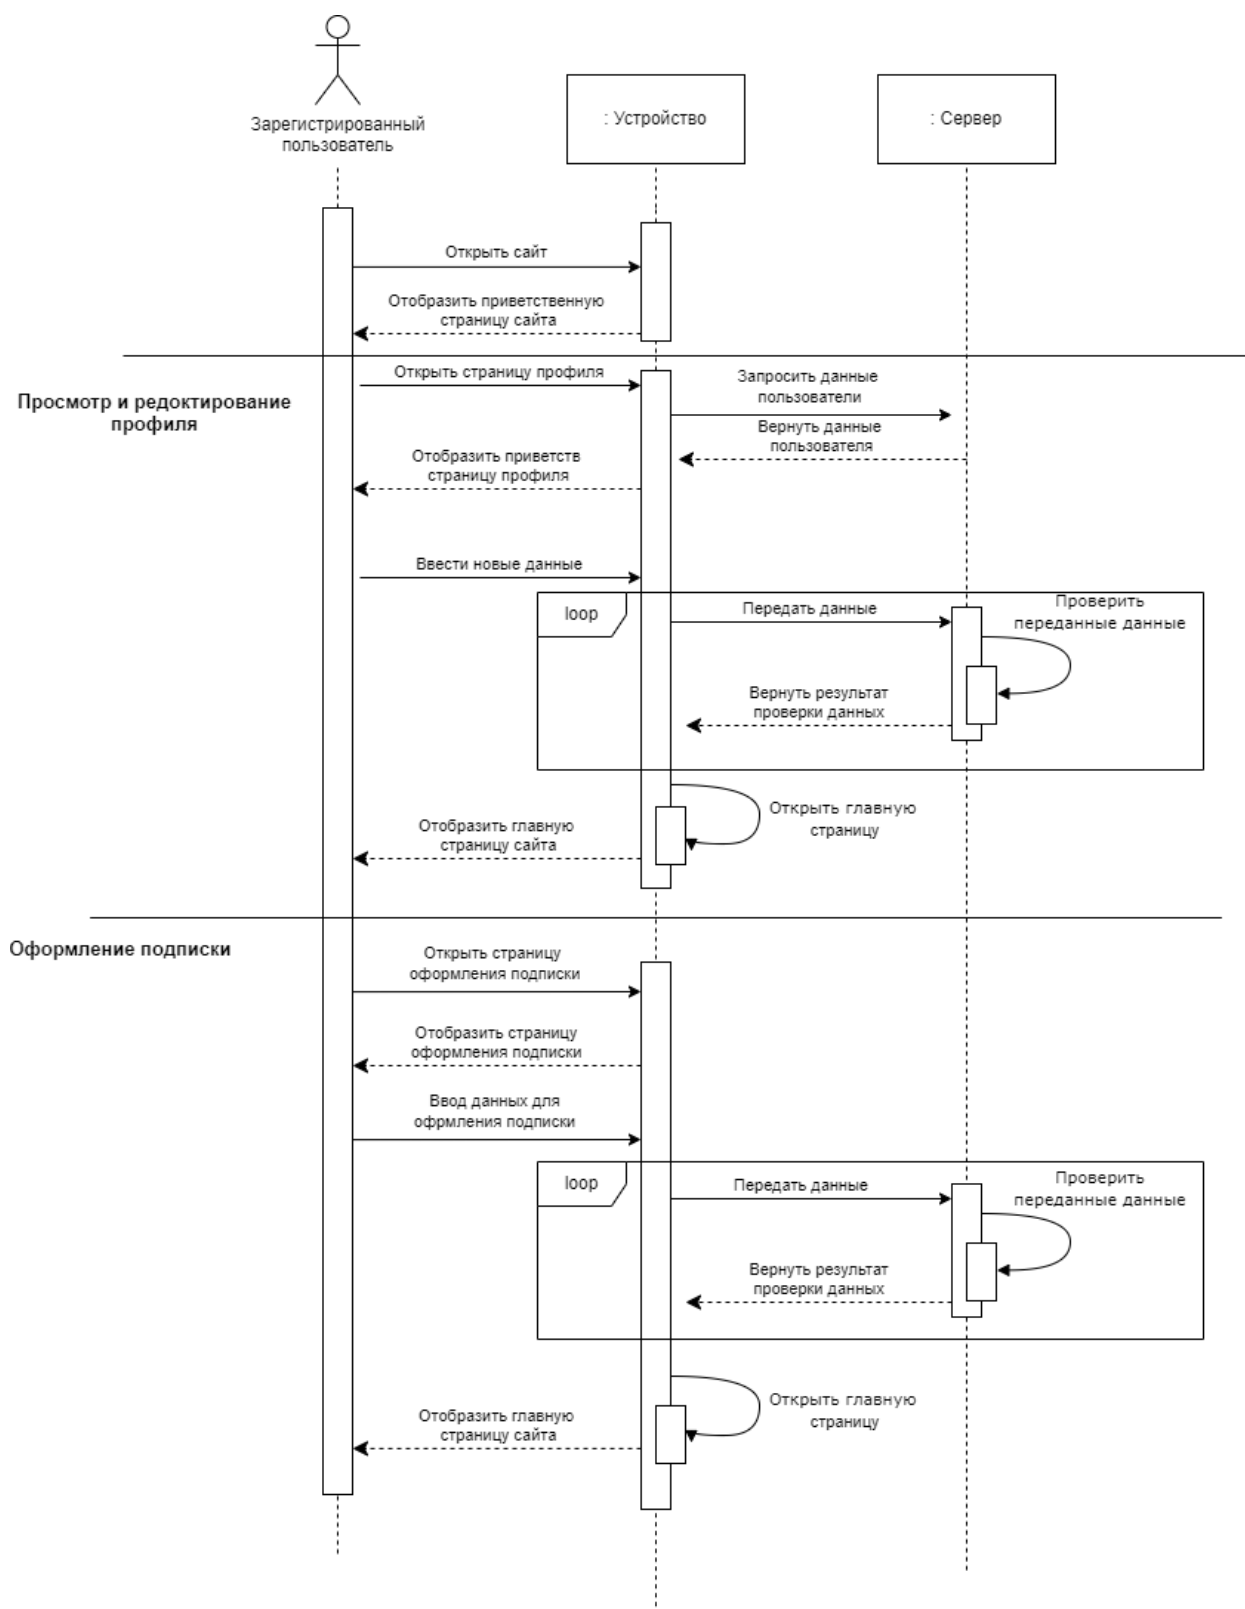 Зарегистрированный
пользователь
: Устройство
: Сервер
Открыть сайт
Отобразить приветственную
страницу сайта
Открыть страницу профиля
Запросить данные
пользователи
Просмотр и редоктирование
профиля
Вернуть данные
пользователя
Отобразить приветств
страницу профиля
Ввести новые данные
loop
Передать данные
Проверить
переданные данные
Вернуть результат
проверки данных
Открыть главную
страницу
Отобразить главную
страницу сайта
Оформление подписки
Открыть страницу
оформления подписки
Отобразить страницу
оформления подписки
Ввод данных для
офрмления подписки
loop
Передать данные
Проверить
переданные данные
Вернуть результат
проверки данных
Открыть главную
страницу
Отобразить главную
страницу сайта